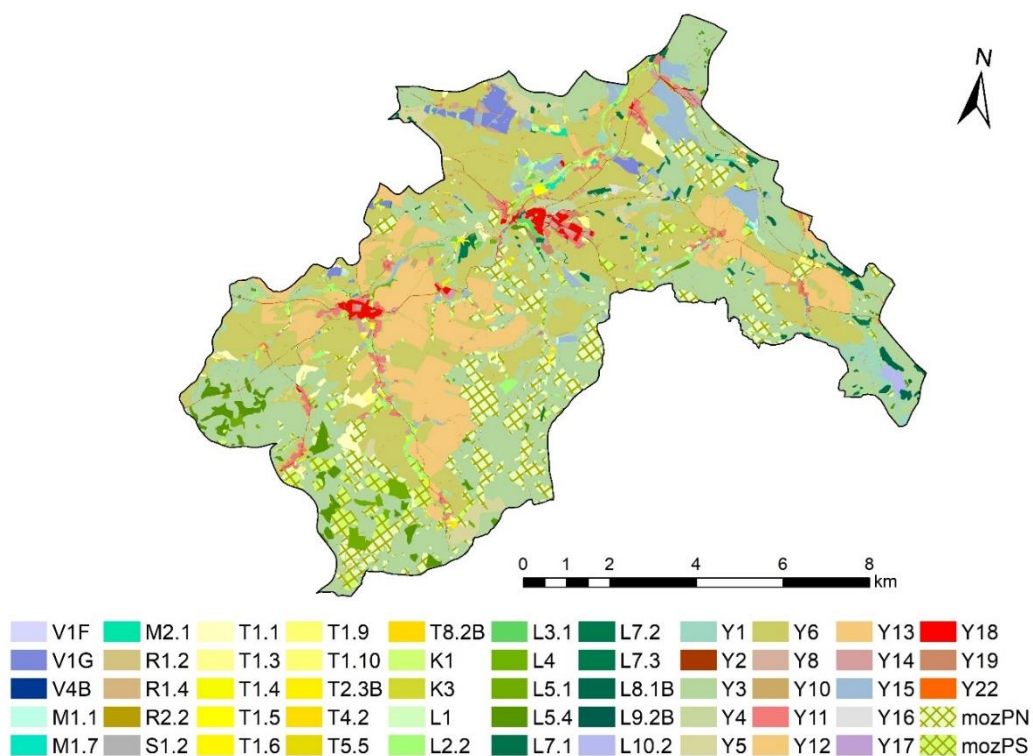 N
0 1 2 4 6 8
km
V1F M2.1 T1.1 T1.9 T8.2B L3.1 L7.2 Y1 Y6 Y13 Y18
V1G R1.2 T1.3 T1.10 K1 L4 L7.3 Y2 Y8 Y14 Y19
V4B R1.4 T1.4 T2.3B K3 L5.1 L8.1B Y3 Y10 Y15 Y22
M1.1 R2.2 T1.5 T4.2 L1 L5.4 L9.2B Y4 Y11 Y16 mozPN
M1.7 S1.2 T1.6 T5.5 L2.2 L7.1 L10.2 Y5 Y12 Y17 mozPS